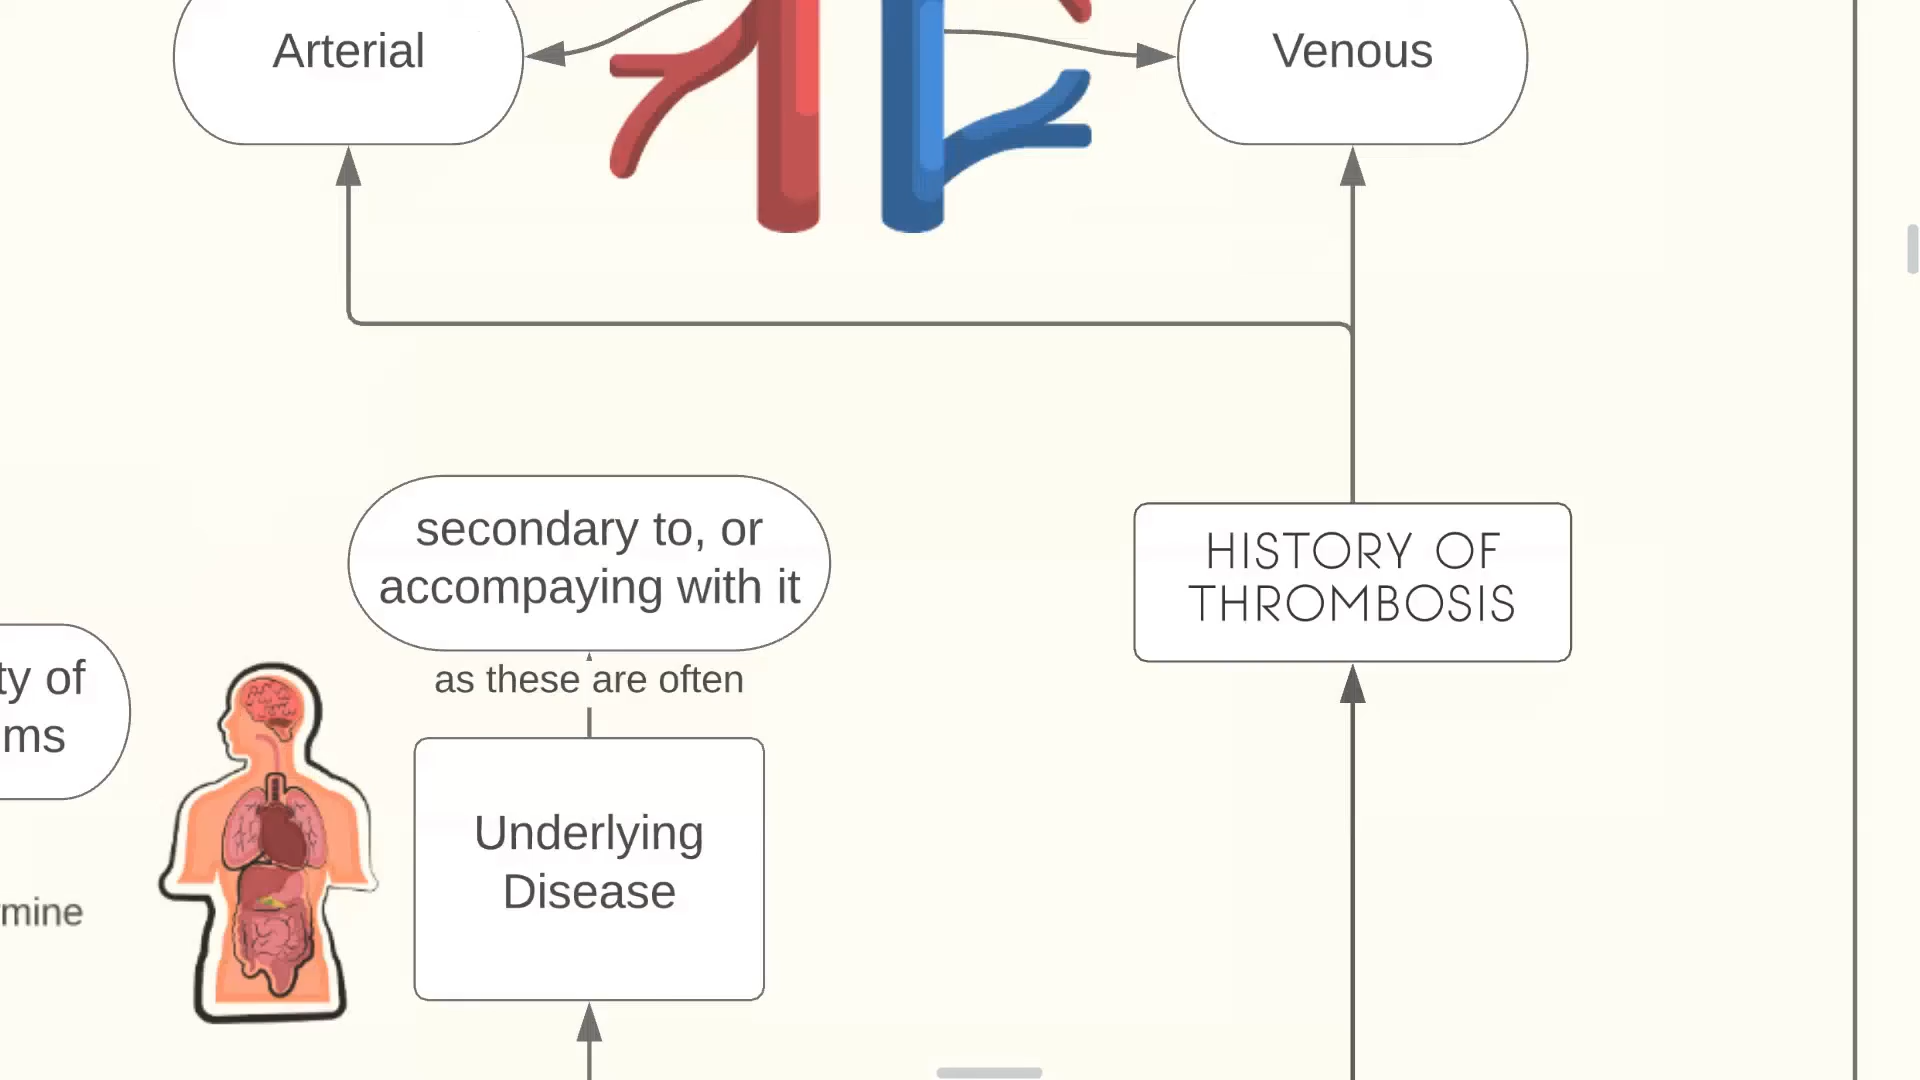 Arterial
Venous
secondary to, or
accompaying with it
HISTORY OF
THROMBOSIS
as these are often
ty of
ms
Underlying
Disease
rmine